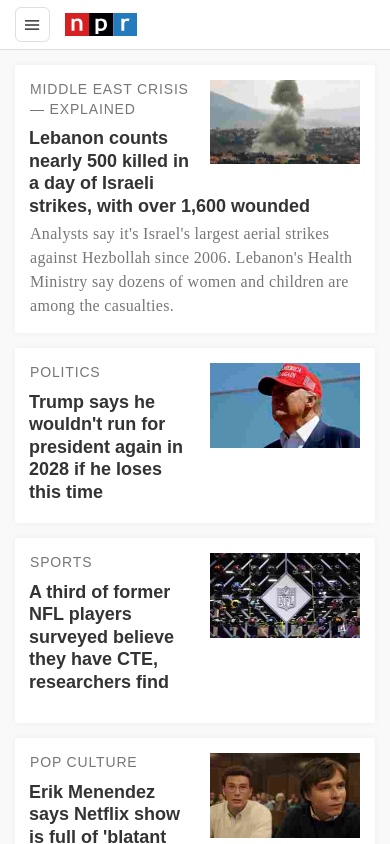 npr
MIDDLE EAST CRISIS
— EXPLAINED
Lebanon counts
nearly 500 killed in
a day of Israeli
strikes, with over 1,600 wounded
Analysts say it's Israel's largest aerial strikes
against Hezbollah since 2006. Lebanon's Health
Ministry say dozens of women and children are
among the casualties.
POLITICS
Trump says he
wouldn't run for
president again in
2028 if he loses
this time
AGAIN
SPORTS
A third of former
NFL players
surveyed believe
they have CTE,
researchers find
NFL
POP CULTURE
Erik Menendez
says Netflix show
is full of 'blatant